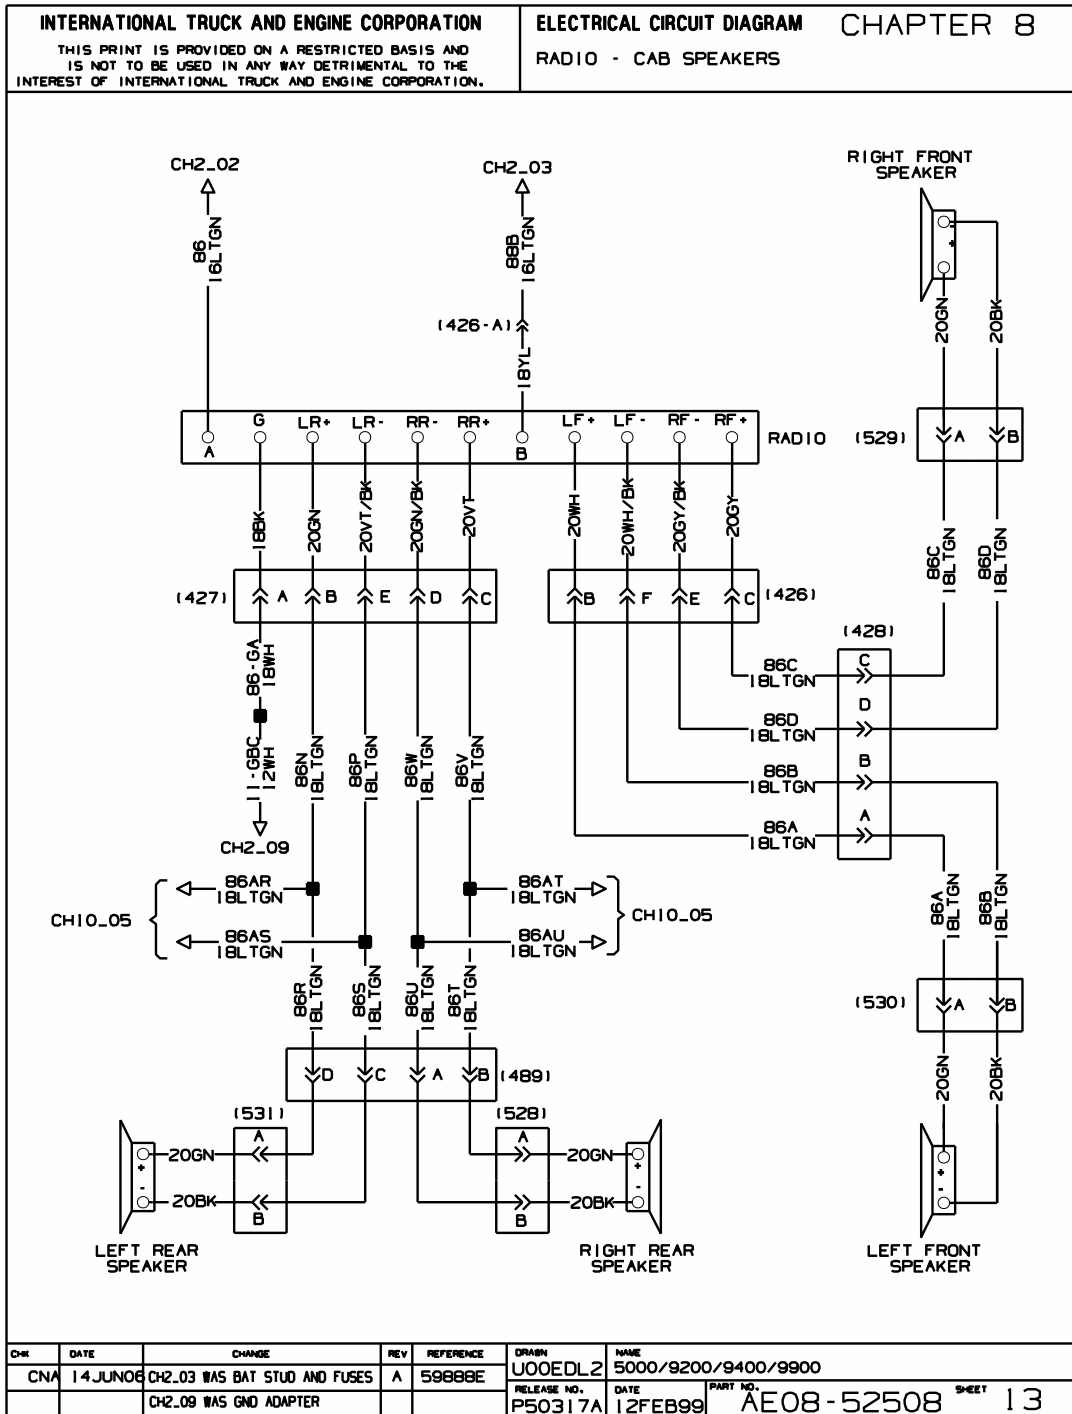 INTERNATIONAL TRUCK AND ENGINE CORPORATION
THIS PRINT IS PROVIDED ON A RESTRICTED BASIS AND
IS NOT TO BE USED IN ANY WAY DETRIMENTAL TO THE
INTEREST OF INTERNATIONAL TRUCK AND ENGINE CORPORATION.
ELECTRICAL CIRCUIT DIAGRAM CHAPTER 8
RADIO - CAB SPEAKERS
CH2_02
CH2_03
RIGHT FRONT
SPEAKER
86
16LTGN
88B
16LTGN
-
+
(426-A)
18YL
20GN
20BK
G LR+ LR- RR- RR+ LF+ LF- RF- RF+
A B
RADIO
(529)
A B
18BK
20GN
20VT/BK
20GN/BK
20VT
20WH
20WH/BK
20GY/BK
20GY
86C
18LTGN
86D
18LTGN
(427)
A B E D C
B F E C
(426)
(428)
86-GA
18WH
C
86C
18LTGN
D
86D
18LTGN
11-GBC
12WH
86N
18LTGN
86P
18LTGN
86W
18LTGN
86V
18LTGN
B
86B
18LTGN
A
86A
18LTGN
CH2_09
86AR
18LTGN
86AT
18LTGN
CH10_05
CH10_05
86AS
18LTGN
86AU
18LTGN
86A
18LTGN
86B
18LTGN
86R
18LTGN
86S
18LTGN
86U
18LTGN
86T
18LTGN
(530)
A B
D C A B
(489)
20GN
20BK
(531)
(528)
A
A
20GN
20GN
+
-
+
-
+
-
20BK
20BK
B
B
LEFT REAR
SPEAKER
RIGHT REAR
SPEAKER
LEFT FRONT
SPEAKER
CHK DATE CHANGE REV REFERENCE
CNA 14JUN06 CH2_03 WAS BAT STUD AND FUSES A 59888E
CH2_09 WAS GND ADAPTER
DRAWN
U00EDL2
NAME
5000/9200/9400/9900
RELEASE NO.
P50317A
DATE
12FEB99
PART NO.
AE08-52508
SHEET
13